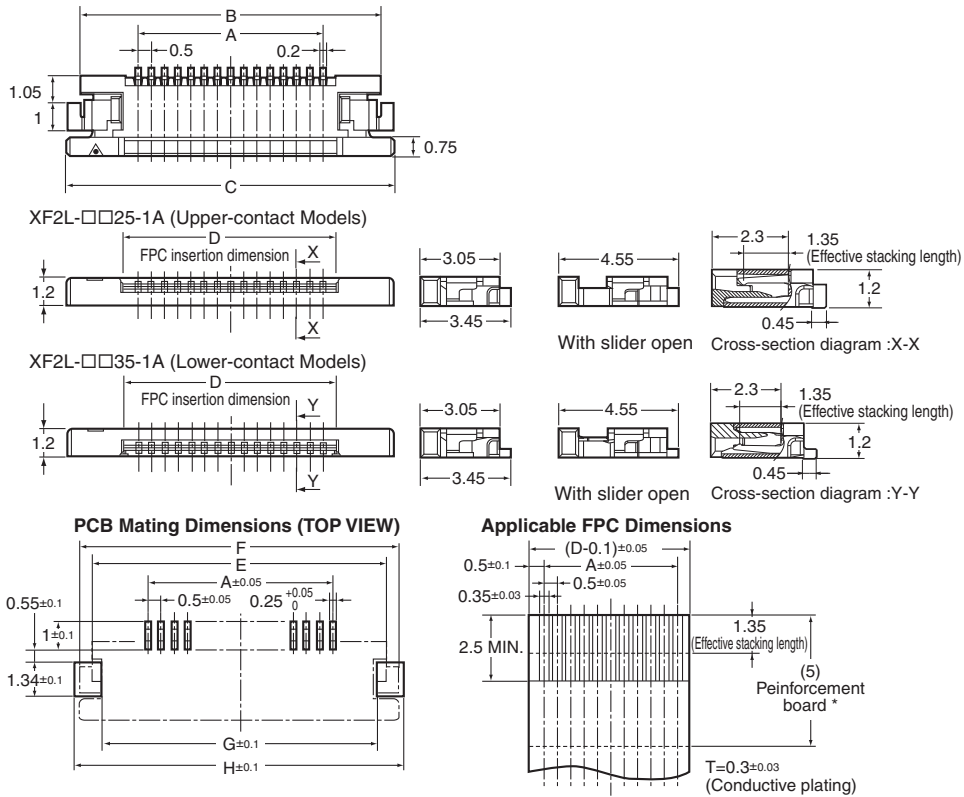 B
A
0.5
0.2
1.05
1
0.75
C
XF2L-□□25-1A (Upper-contact Models)
D
FPC insertion dimension
X
X
1.2
3.05
3.45
4.55
With slider open
2.3
1.35
(Effective stacking length)
1.2
0.45
Cross-section diagram :X-X
XF2L-□□35-1A (Lower-contact Models)
D
FPC insertion dimension
Y
Y
1.2
3.05
3.45
4.55
With slider open
2.3
1.35
(Effective stacking length)
1.2
0.45
Cross-section diagram :Y-Y
PCB Mating Dimensions (TOP VIEW)
F
E
A±0.05
0.5±0.05
0.25 +0.05 0
0.55±0.1
1±0.1
1.34±0.1
G±0.1
H±0.1
Applicable FPC Dimensions
(D-0.1)±0.05
0.5±0.1
A±0.05
0.5±0.05
0.35±0.03
2.5 MIN.
1.35
(Effective stacking length)
(5)
Peinforcement
board *
T=0.3±0.03
(Conductive plating)